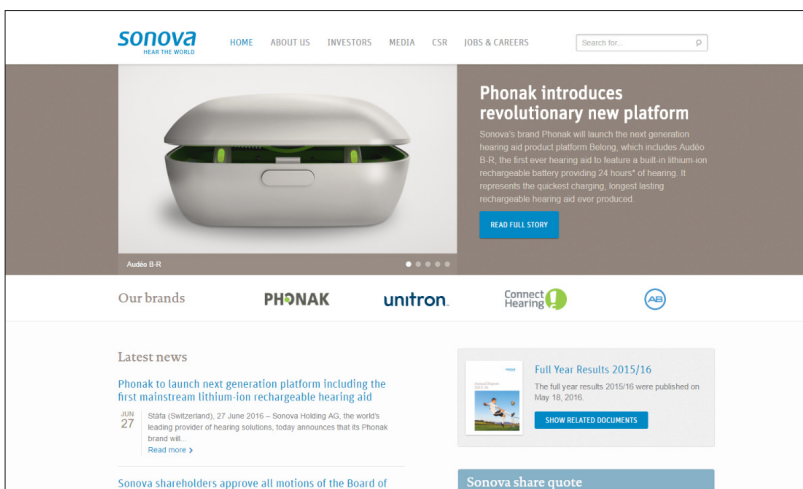 sonova
HEAR THE WORLD
HOME ABOUT US INVESTORS MEDIA CSR JOBS & CAREERS Search for...
Phonak introduces
revolutionary new platform
Sonova's brand Phonak will launch the next generation
hearing aid product platform Belong, which includes Audéo
B-R, the first ever hearing aid to feature a built-in lithium-ion
rechargeable battery providing 24 hours* of hearing. It
represents the quickest charging, longest lasting
rechargeable hearing aid ever produced.
READ FULL STORY
Audéo B-R
Our brands PHONAK unitron. Connect
Hearing AB
Latest news
Phonak to launch next generation platform including the
first mainstream lithium-ion rechargeable hearing aid
JUN
27
Stäfa (Switzerland), 27 June 2016 – Sonova Holding AG, the world's
leading provider of hearing solutions, today announces that its Phonak
brand will...
Read more >
Sonova shareholders approve all motions of the Board of
Full Year Results 2015/16
The full year results 2015/16 were published on
May 18, 2016.
SHOW RELATED DOCUMENTS
Sonova share quote